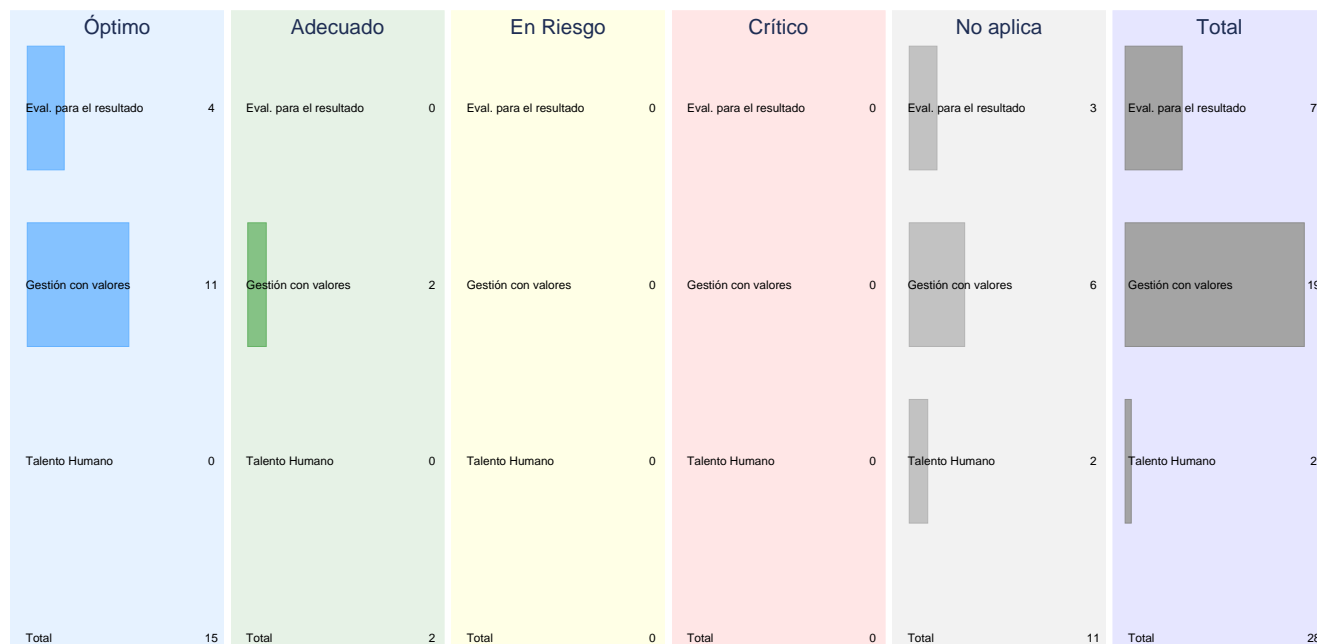 Óptimo Adecuado En Riesgo Crítico No aplica Total
Eval. para el resultado 4 Eval. para el resultado 0 Eval. para el resultado 0 Eval. para el resultado 0 Eval. para el resultado 3 Eval. para el resultado 7
Gestión con valores 11 Gestión con valores 2 Gestión con valores 0 Gestión con valores 0 Gestión con valores 6 Gestión con valores 19
Talento Humano 0 Talento Humano 0 Talento Humano 0 Talento Humano 0 Talento Humano 2 Talento Humano 2
Total 15 Total 2 Total 0 Total 0 Total 11 Total 28